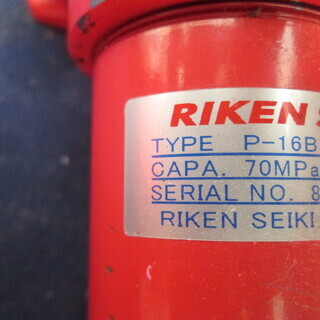 RIKEN
TYPE P-16B
CAPA. 70MPa
SERIAL NO. 8
RIKEN SEIKI